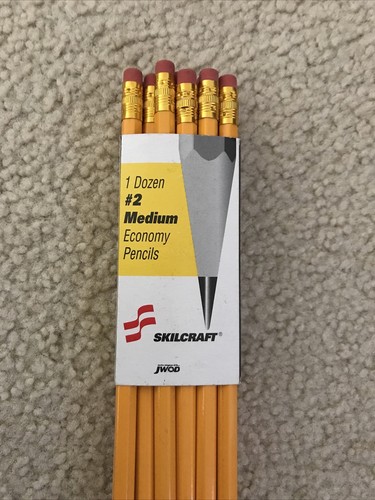 1 Dozen
#2
Medium
Economy
Pencils
SKILCRAFT®
JWOD